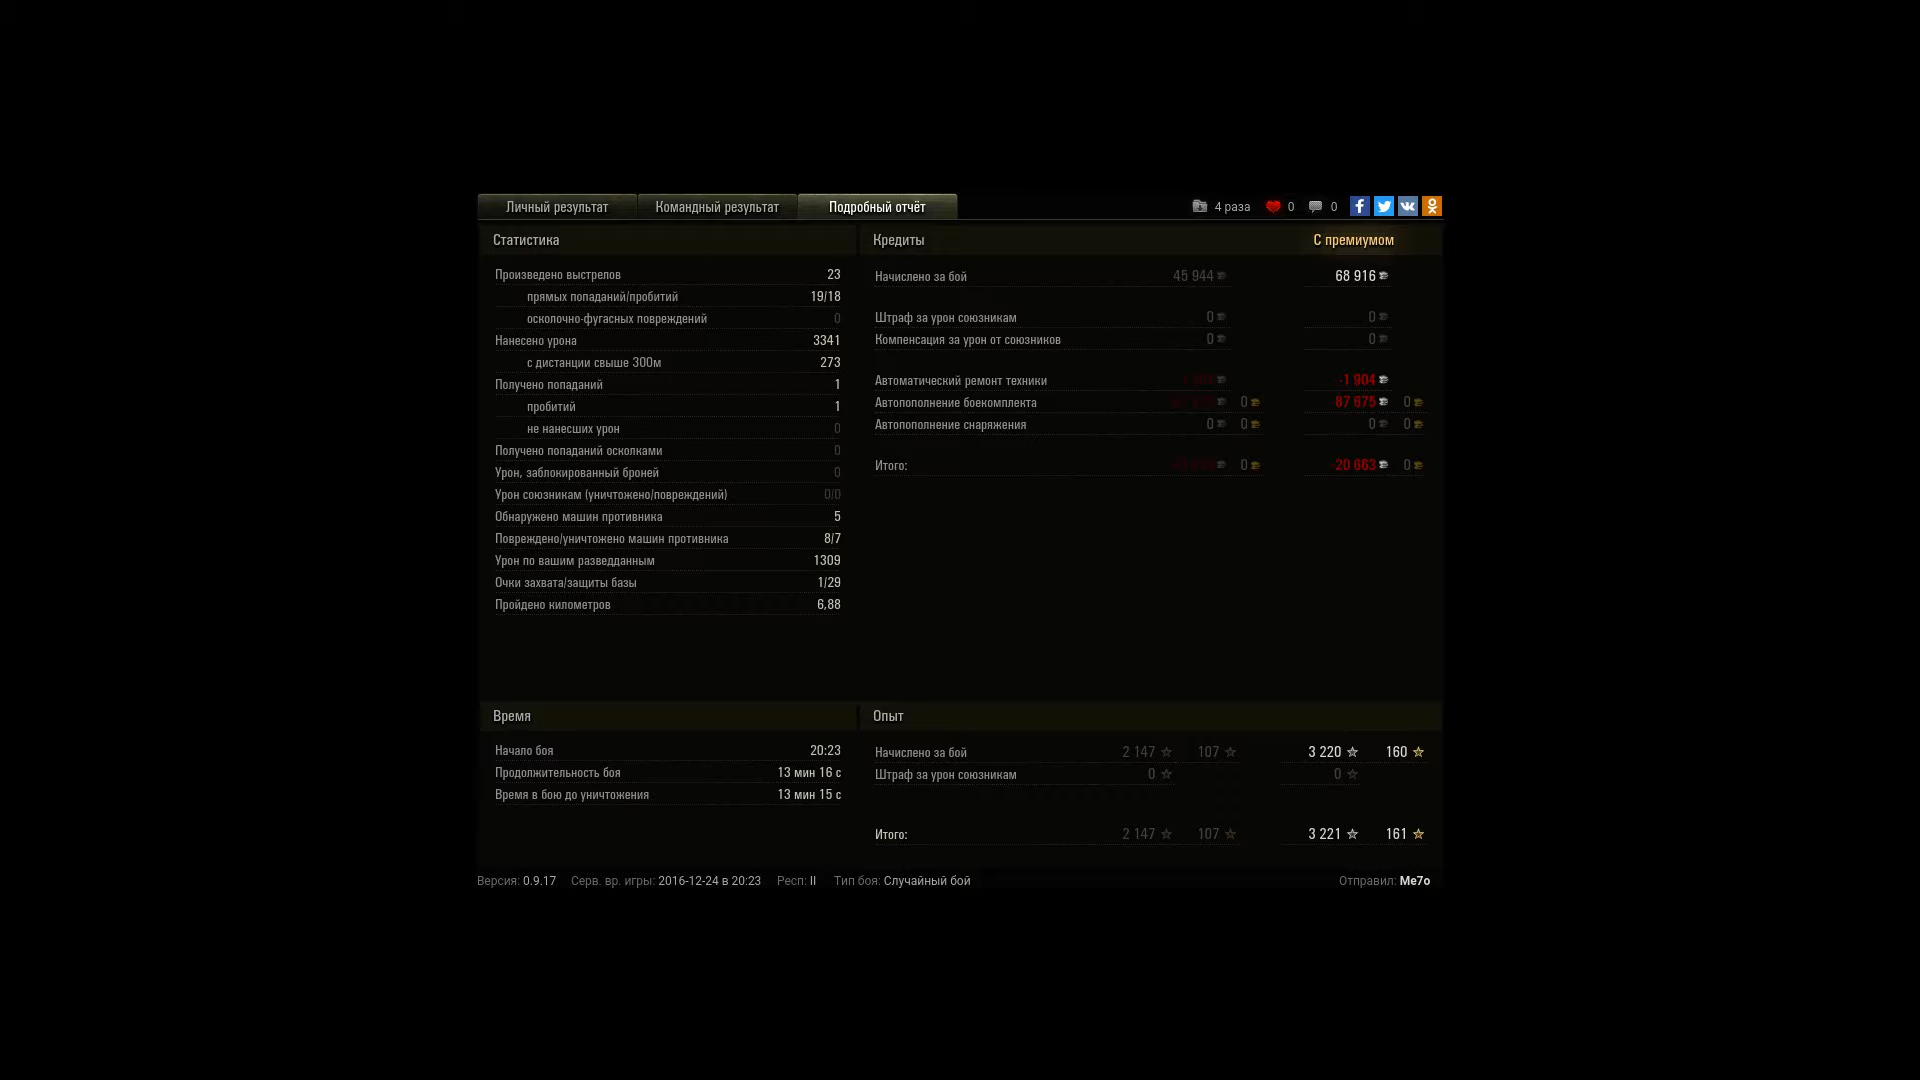 Личный результат Командный результат Подробный отчёт 4 раза 0 0
Статистика
Произведено выстрелов 23
прямых попаданий/пробитий 19/18
осколочно-фугасных повреждений 0
Нанесено урона 3341
с дистанции свыше 300м 273
Получено попаданий 1
пробитий 1
не нанесших урон 0
Получено попаданий осколками 0
Урон, заблокированный броней 0
Урон союзникам (уничтожено/повреждений) 0/0
Обнаружено машин противника 5
Повреждено/уничтожено машин противника 8/7
Урон по вашим разведданным 1309
Очки захвата/защиты базы 1/29
Пройдено километров 6,88
Кредиты С премиумом
Начислено за бой 45 944 68 916
Штраф за урон союзникам 0 0
Компенсация за урон от союзников 0 0
Автоматический ремонт техники -1 904
Автопополнение боекомплекта 0 -87 675 0
Автопополнение снаряжения 0 0 0 0
Итого: 0 -20 663 0
Время
Начало боя 20:23
Продолжительность боя 13 мин 16 с
Время в бою до уничтожения 13 мин 15 с
Опыт
Начислено за бой 2 147 107 3 220 160
Штраф за урон союзникам 0 0
Итого: 2 147 107 3 221 161
Версия: 0.9.17 Серв. вр. игры: 2016-12-24 в 20:23 Респ: II Тип боя: Случайный бой Отправил: Me7o